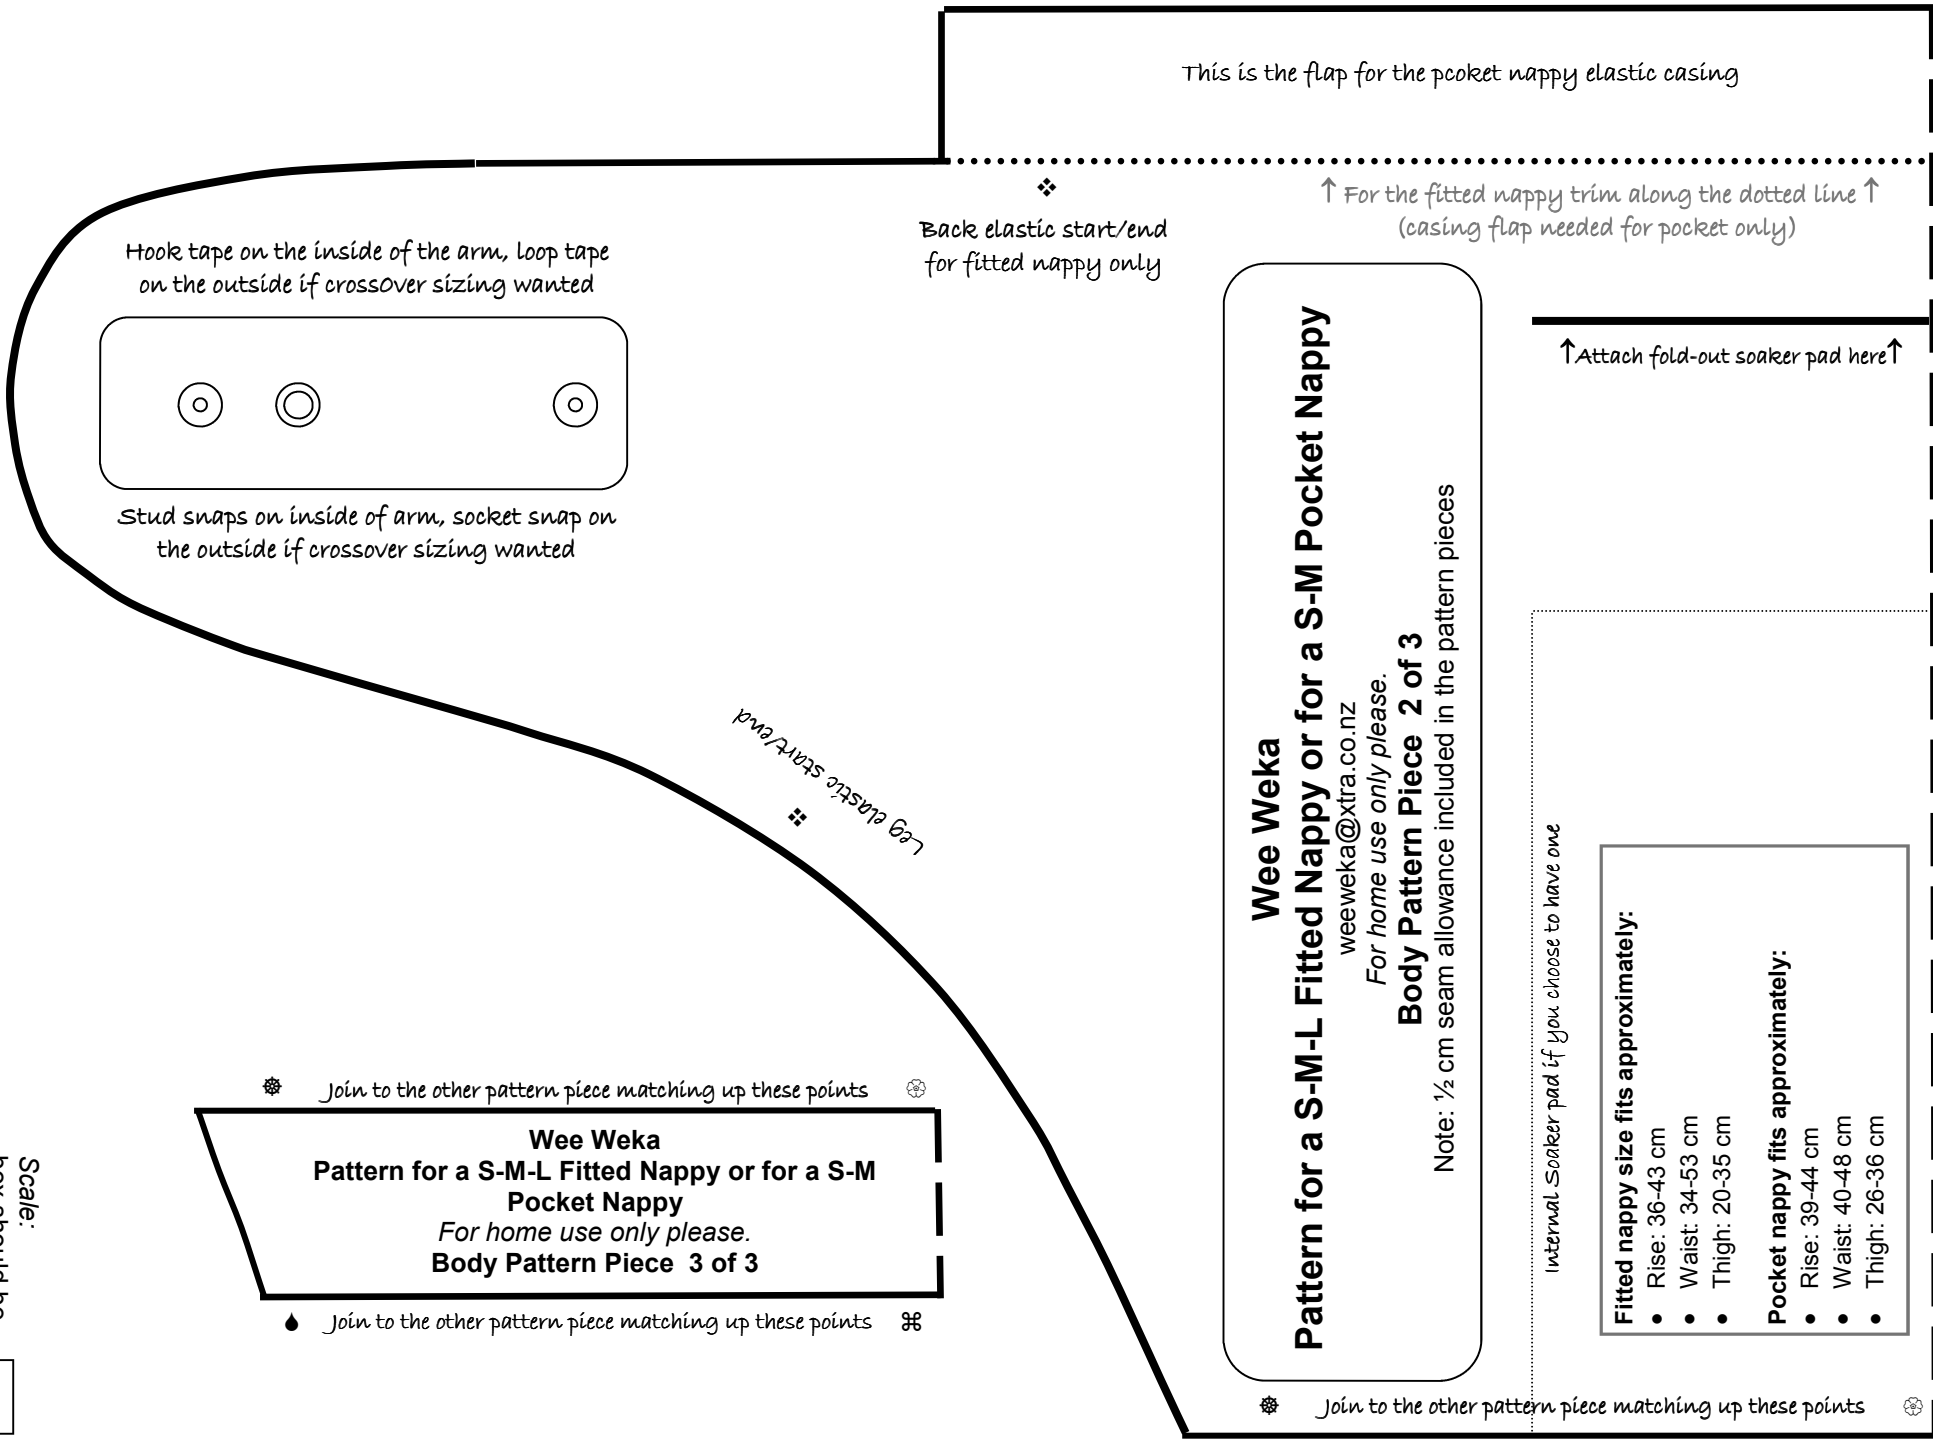 This is the flap for the pcoket nappy elastic casing
↑ For the fitted nappy trim along the dotted line ↑
(casing flap needed for pocket only)
❖
Back elastic start/end
for fitted nappy only
Hook tape on the inside of the arm, loop tape
on the outside if crossOver sizing wanted
Stud snaps on inside of arm, socket snap on
the outside if crossover sizing wanted
↑Attach fold-out soaker pad here↑
Leg elastic start/end
❖
Wee Weka
Pattern for a S-M-L Fitted Nappy or for a S-M Pocket Nappy
weeweka@xtra.co.nz
For home use only please.
Body Pattern Piece 2 of 3
Note: ½ cm seam allowance included in the pattern pieces
Internal Soaker pad if you choose to have one
Fitted nappy size fits approximately:
• Rise: 36-43 cm
• Waist: 34-53 cm
• Thigh: 20-35 cm
Pocket nappy fits approximately:
• Rise: 39-44 cm
• Waist: 40-48 cm
• Thigh: 26-36 cm
☸ Join to the other pattern piece matching up these points
Wee Weka
Pattern for a S-M-L Fitted Nappy or for a S-M
Pocket Nappy
For home use only please.
Body Pattern Piece 3 of 3
Join to the other pattern piece matching up these points ⌘
☸ Join to the other pattern piece matching up these points
Scale:
box should be